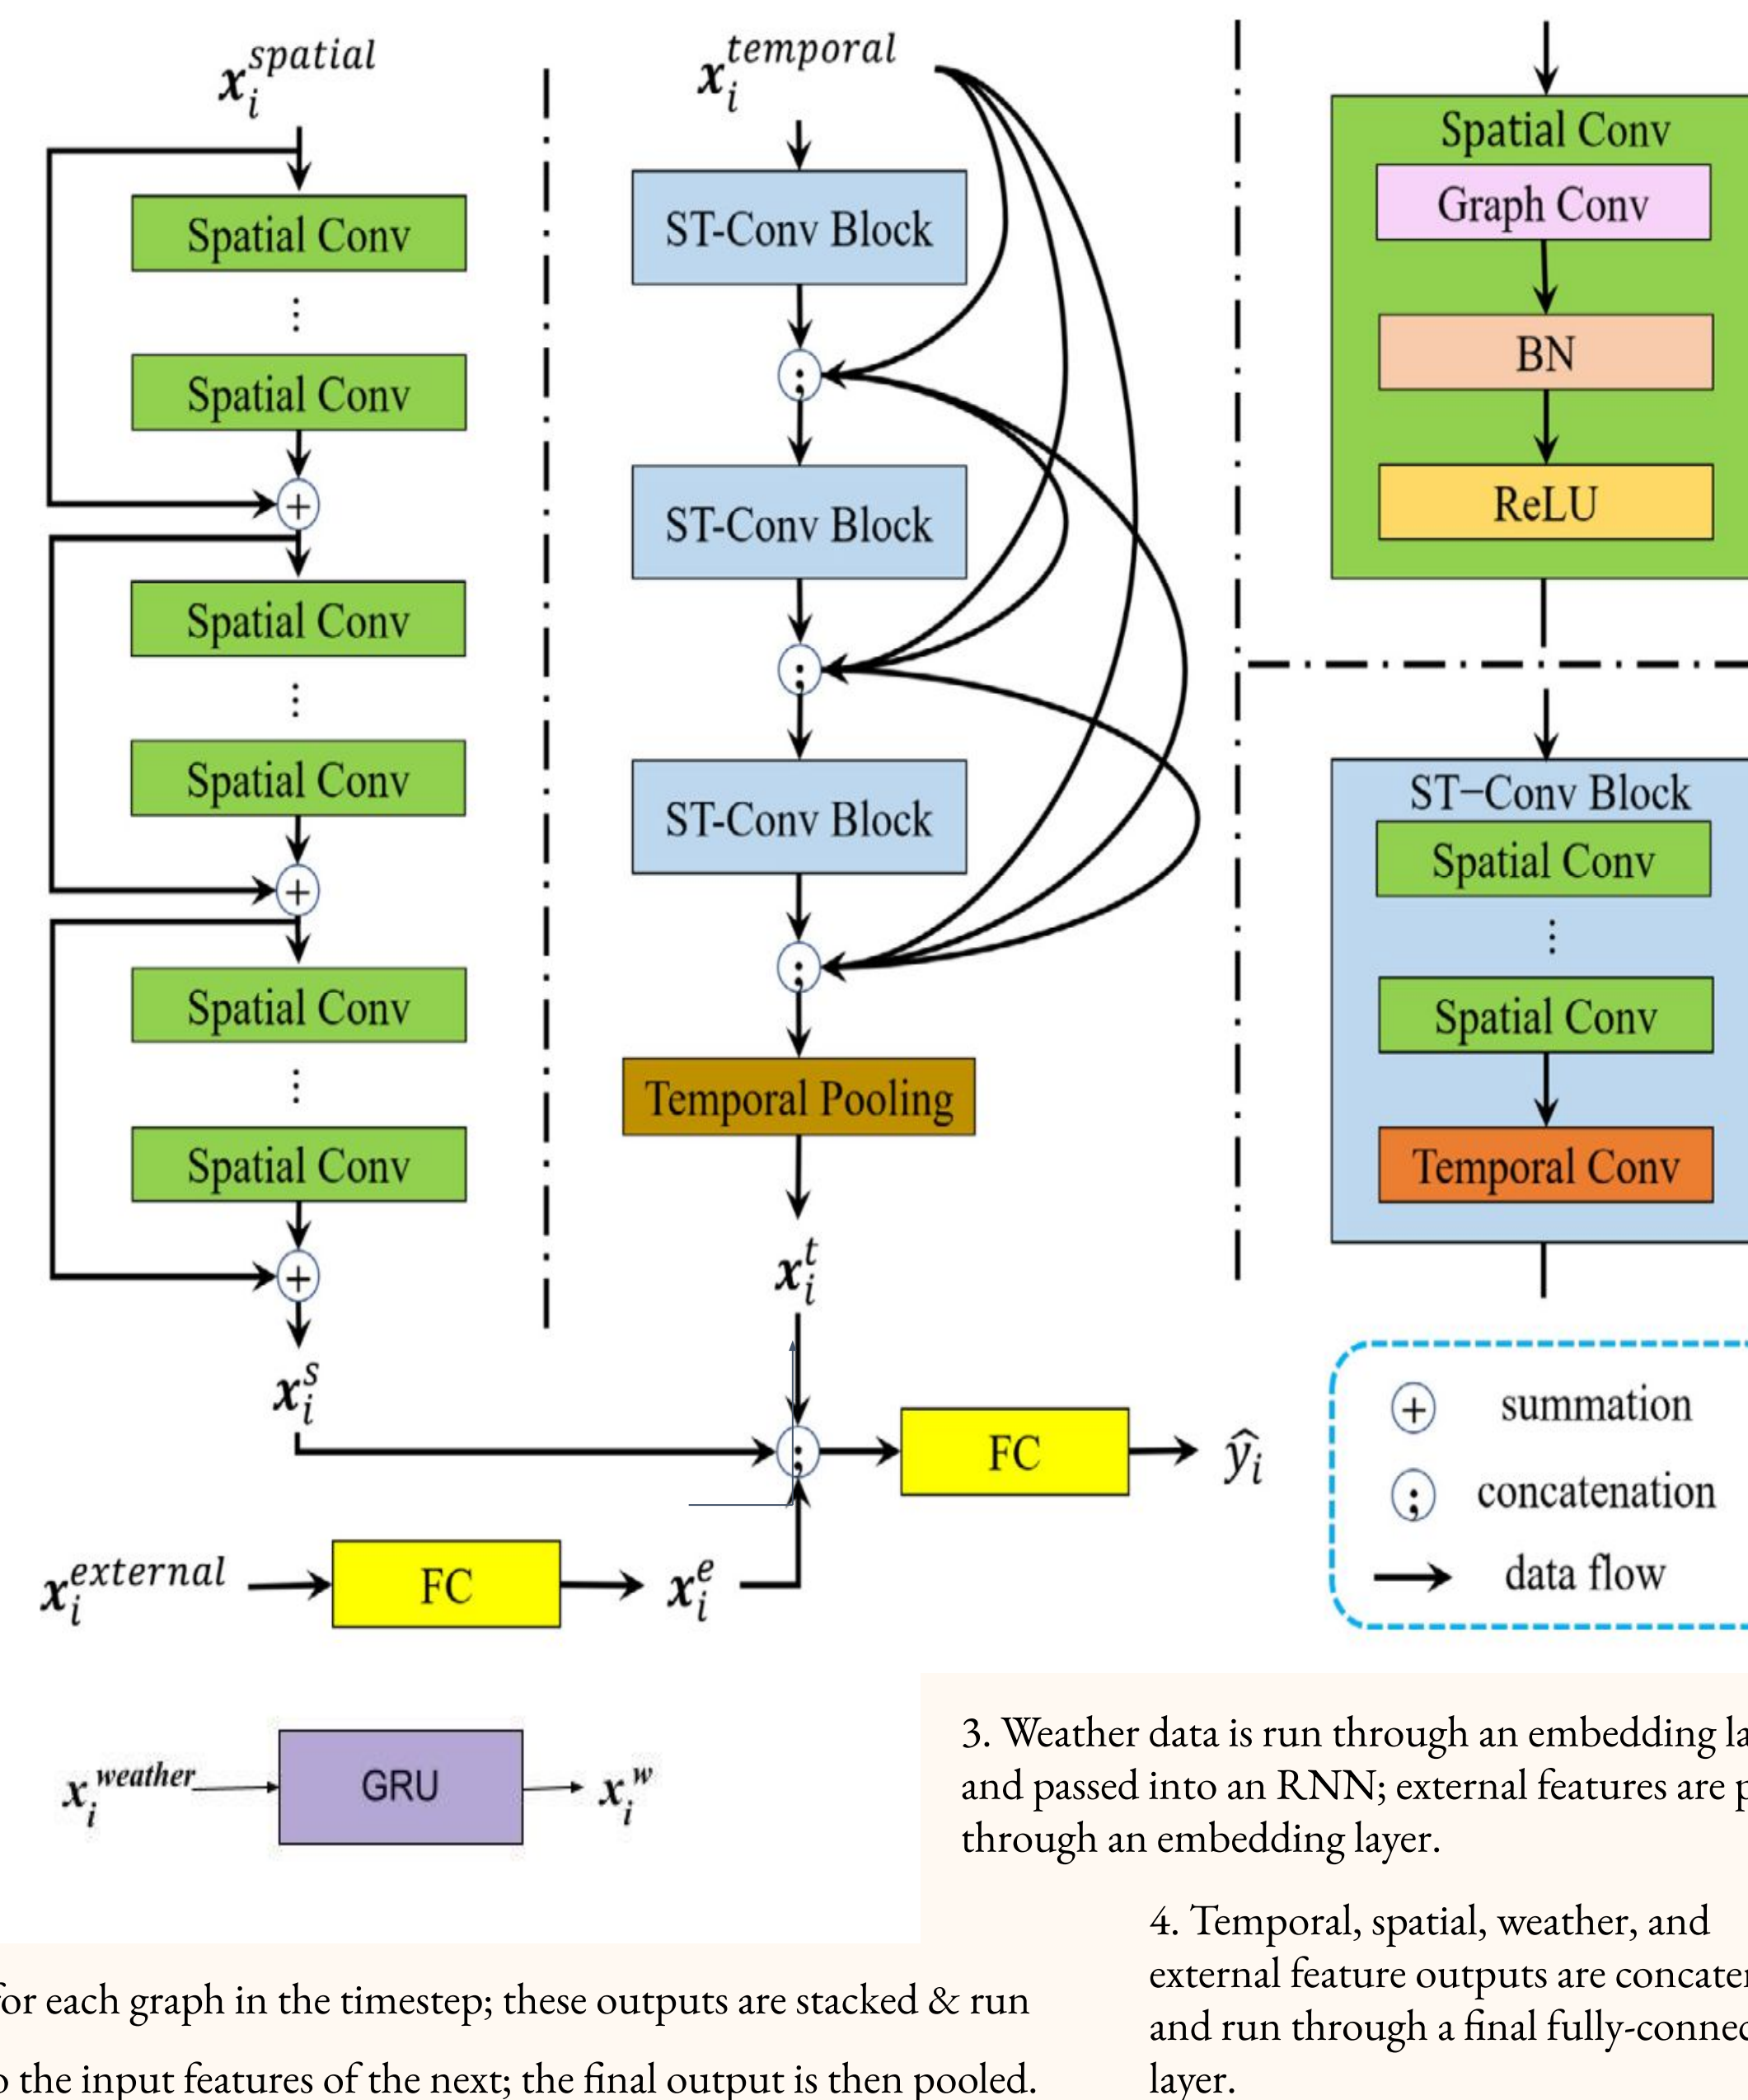 x_i^spatial
Spatial Conv
⋮
Spatial Conv
+
Spatial Conv
⋮
Spatial Conv
+
Spatial Conv
⋮
Spatial Conv
+
x_i^s
x_i^temporal
ST-Conv Block
;
ST-Conv Block
;
ST-Conv Block
;
Temporal Pooling
x_i^t
;
FC
ŷ_i
x_i^external
FC
x_i^e
x_i^weather
GRU
x_i^w
Spatial Conv
Graph Conv
BN
ReLU
ST-Conv Block
Spatial Conv
⋮
Spatial Conv
Temporal Conv
+ summation
; concatenation
data flow
3. Weather data is run through an embedding
and passed into an RNN; external features are
through an embedding layer.
4. Temporal, spatial, weather, and
external feature outputs are
and run through a final
layer.
for each graph in the timestep; these outputs are stacked & run
the input features of the next; the final output is then pooled.